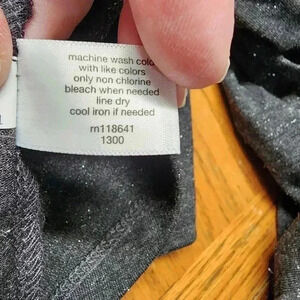 machine wash cold
with like colors
only non chlorine
bleach when needed
line dry
cool iron if needed
rn118641
1300